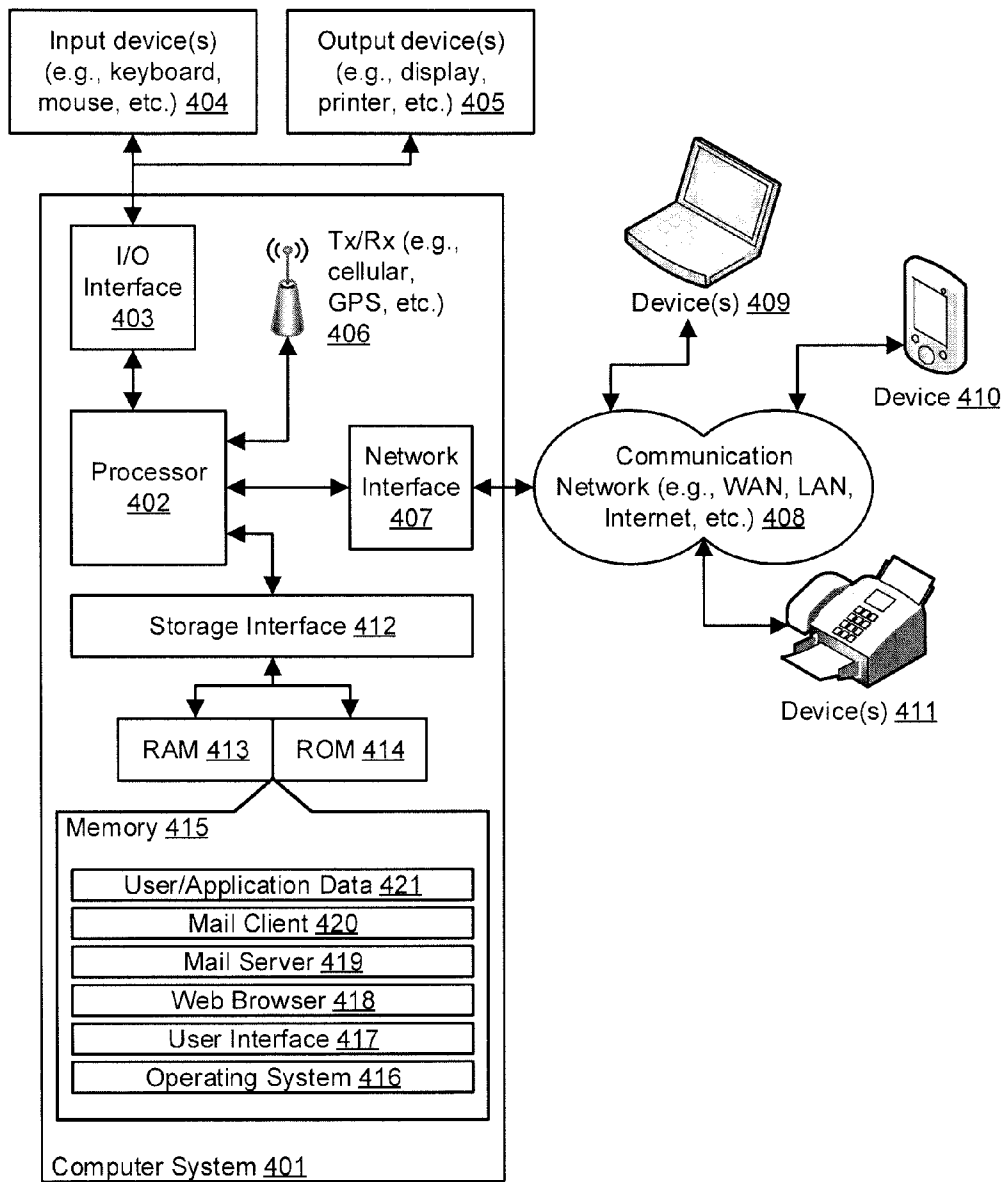 Input device(s)
(e.g., keyboard,
mouse, etc.) 404
Output device(s)
(e.g., display,
printer, etc.) 405
I/O
Interface
403
Tx/Rx (e.g.,
cellular,
GPS, etc.)
406
Device(s) 409
Device 410
Processor
402
Network
Interface
407
Communication
Network (e.g., WAN, LAN,
Internet, etc.) 408
Storage Interface 412
Device(s) 411
RAM 413
ROM 414
Memory 415
User/Application Data 421
Mail Client 420
Mail Server 419
Web Browser 418
User Interface 417
Operating System 416
Computer System 401